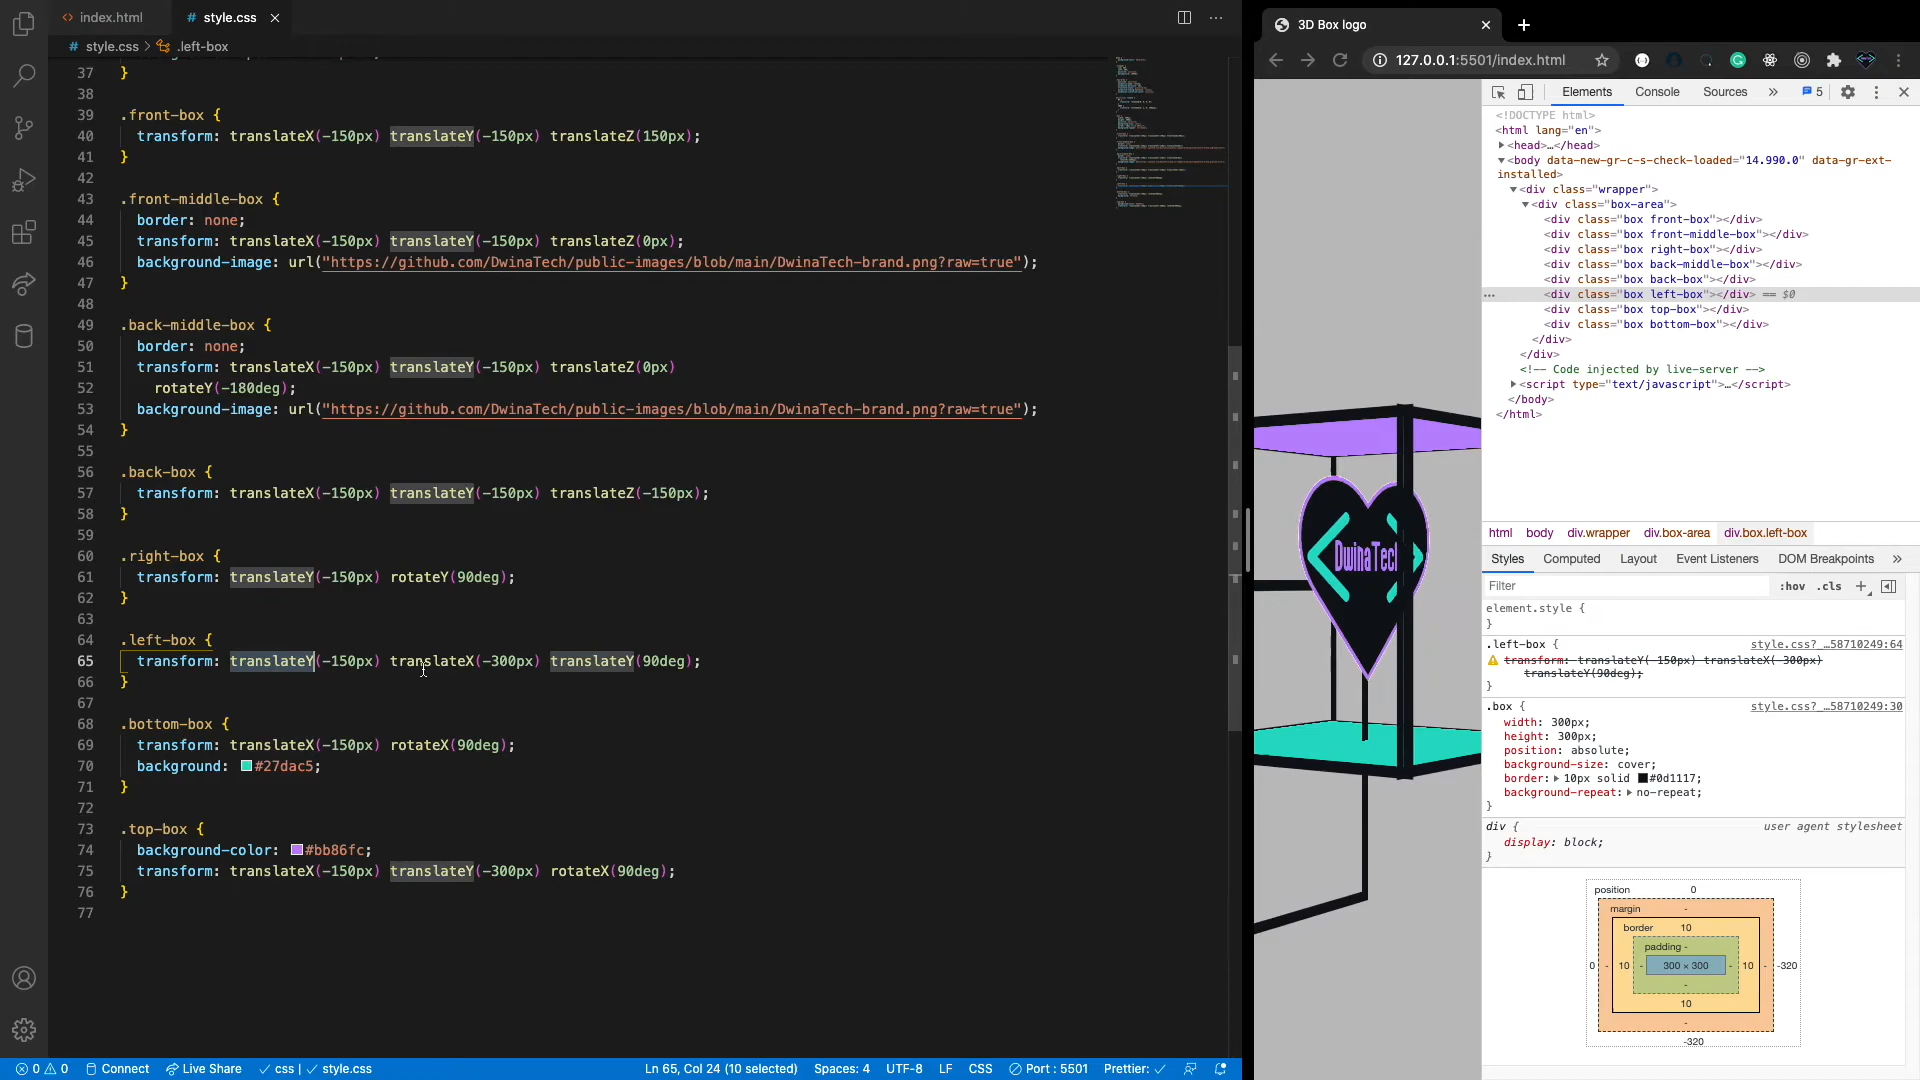 index.html
# style.css
# style.css > .left-box
37 }
38
39 .front-box {
40 transform: translateX(-150px) translateY(-150px) translateZ(150px);
41 }
42
43 .front-middle-box {
44 border: none;
45 transform: translateX(-150px) translateY(-150px) translateZ(0px);
46 background-image: url("https://github.com/DwinaTech/public-images/blob/main/DwinaTech-brand.png?raw=true");
47 }
48
49 .back-middle-box {
50 border: none;
51 transform: translateX(-150px) translateY(-150px) translateZ(0px)
52 rotateY(-180deg);
53 background-image: url("https://github.com/DwinaTech/public-images/blob/main/DwinaTech-brand.png?raw=true");
54 }
55
56 .back-box {
57 transform: translateX(-150px) translateY(-150px) translateZ(-150px);
58 }
59
60 .right-box {
61 transform: translateY(-150px) rotateY(90deg);
62 }
63
64 .left-box {
65 transform: translateY(-150px) translateX(-300px) translateY(90deg);
66 }
67
68 .bottom-box {
69 transform: translateX(-150px) rotateX(90deg);
70 background: #27dac5;
71 }
72
73 .top-box {
74 background-color: #bb86fc;
75 transform: translateX(-150px) translateY(-300px) rotateX(90deg);
76 }
77
0 0 Connect Live Share ✓ css | ✓ style.css Ln 65, Col 24 (10 selected) Spaces: 4 UTF-8 LF CSS Port : 5501 Prettier: ✓
3D Box logo
127.0.0.1:5501/index.html
DwinaTech
Elements Console Sources » 5
<!DOCTYPE html>
<html lang="en">
<head>…</head>
<body data-new-gr-c-s-check-loaded="14.990.0" data-gr-ext-
installed>
<div class="wrapper">
<div class="box-area">
<div class="box front-box"></div>
<div class="box front-middle-box"></div>
<div class="box right-box"></div>
<div class="box back-middle-box"></div>
<div class="box back-box"></div>
<div class="box left-box"></div> == $0
<div class="box top-box"></div>
<div class="box bottom-box"></div>
</div>
</div>
<!-- Code injected by live-server -->
<script type="text/javascript">…</script>
</body>
</html>
html body div.wrapper div.box-area div.box.left-box
Styles Computed Layout Event Listeners DOM Breakpoints »
Filter :hov .cls +
element.style {
}
.left-box { style.css?_…58710249:64
transform: translateY(-150px) translateX(-300px)
translateY(90deg);
}
.box { style.css?_…58710249:30
width: 300px;
height: 300px;
position: absolute;
background-size: cover;
border: 10px solid #0d1117;
background-repeat: no-repeat;
}
div { user agent stylesheet
display: block;
}
position 0
margin -
border 10
padding -
0 - 10 - 300 × 300 - 10 - -320
-
10
-
-320